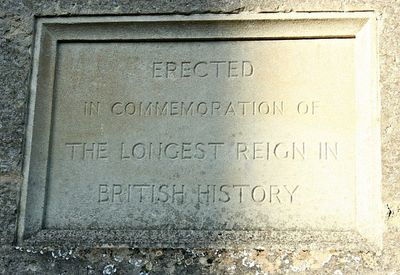 ERECTED
IN COMMEMORATION OF
THE LONGEST REIGN IN
BRITISH HISTORY